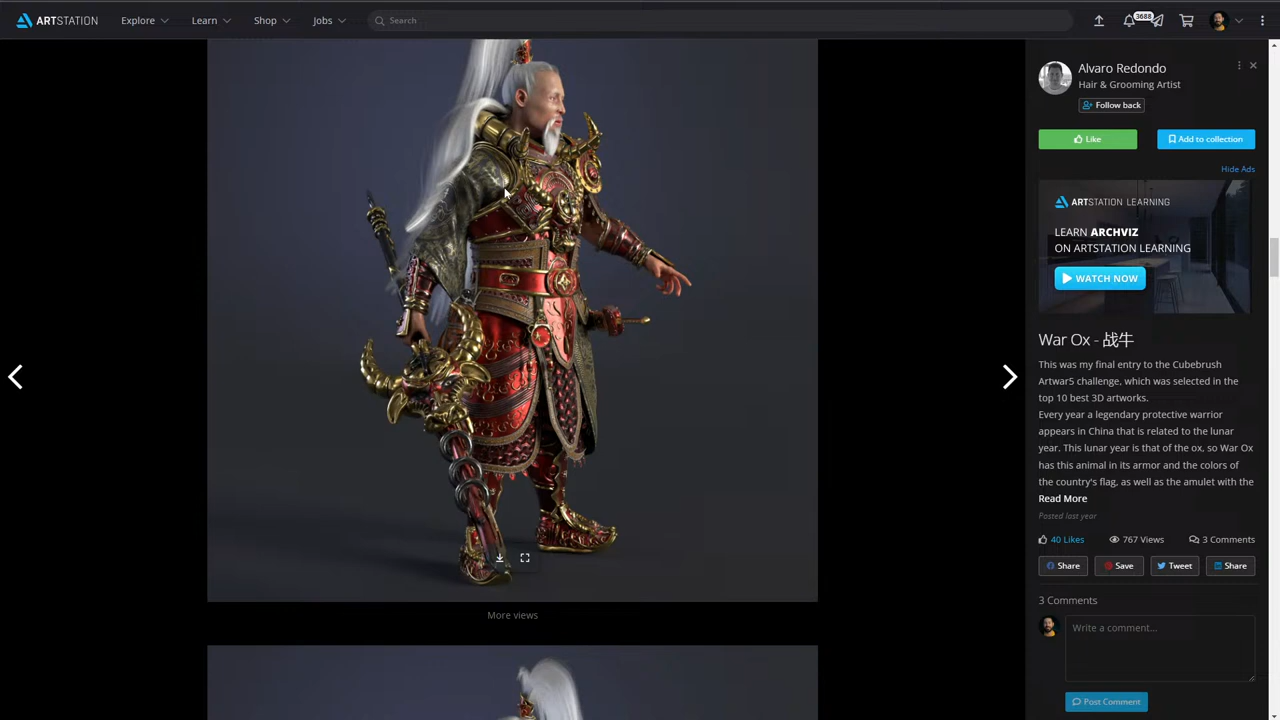 ARTSTATION
Explore
Learn
Shop
Jobs
Search
3688
Alvaro Redondo
Hair & Grooming Artist
Follow back
Like
Add to collection
Hide Ads
ARTSTATION LEARNING
LEARN ARCHVIZ
ON ARTSTATION LEARNING
WATCH NOW
War Ox - 战牛
This was my final entry to the Cubebrush
Artwar5 challenge, which was selected in the
top 10 best 3D artworks.
Every year a legendary protective warrior
appears in China that is related to the lunar
year. This lunar year is that of the ox, so War Ox
has this animal in its armor and the colors of
the country's flag, as well as the amulet with the
Read More
Posted last year
40 Likes
767 Views
3 Comments
Share
Save
Tweet
Share
3 Comments
Write a comment...
Post Comment
More views